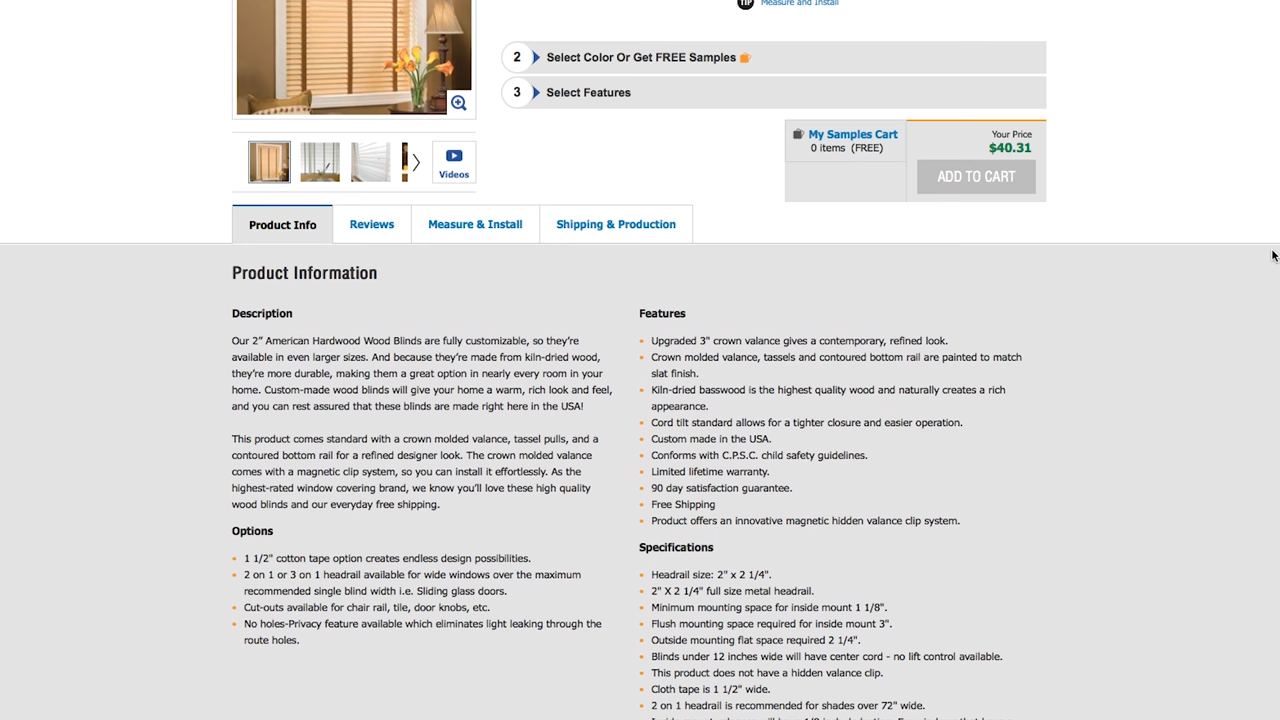 TIP Measure and Install
2 Select Color Or Get FREE Samples
3 Select Features
My Samples Cart
0 items (FREE)
Your Price
$40.31
ADD TO CART
Videos
Product Info
Reviews
Measure & Install
Shipping & Production
Product Information
Description
Our 2” American Hardwood Wood Blinds are fully customizable, so they’re
available in even larger sizes. And because they’re made from kiln-dried wood,
they’re more durable, making them a great option in nearly every room in your
home. Custom-made wood blinds will give your home a warm, rich look and feel,
and you can rest assured that these blinds are made right here in the USA!
This product comes standard with a crown molded valance, tassel pulls, and a
contoured bottom rail for a refined designer look. The crown molded valance
comes with a magnetic clip system, so you can install it effortlessly. As the
highest-rated window covering brand, we know you’ll love these high quality
wood blinds and our everyday free shipping.
Options
1 1/2" cotton tape option creates endless design possibilities.
2 on 1 or 3 on 1 headrail available for wide windows over the maximum
recommended single blind width i.e. Sliding glass doors.
Cut-outs available for chair rail, tile, door knobs, etc.
No holes-Privacy feature available which eliminates light leaking through the
route holes.
Features
Upgraded 3" crown valance gives a contemporary, refined look.
Crown molded valance, tassels and contoured bottom rail are painted to match
slat finish.
Kiln-dried basswood is the highest quality wood and naturally creates a rich
appearance.
Cord tilt standard allows for a tighter closure and easier operation.
Custom made in the USA.
Conforms with C.P.S.C. child safety guidelines.
Limited lifetime warranty.
90 day satisfaction guarantee.
Free Shipping
Product offers an innovative magnetic hidden valance clip system.
Specifications
Headrail size: 2" x 2 1/4".
2" X 2 1/4" full size metal headrail.
Minimum mounting space for inside mount 1 1/8".
Flush mounting space required for inside mount 3".
Outside mounting flat space required 2 1/4".
Blinds under 12 inches wide will have center cord - no lift control available.
This product does not have a hidden valance clip.
Cloth tape is 1 1/2" wide.
2 on 1 headrail is recommended for shades over 72" wide.